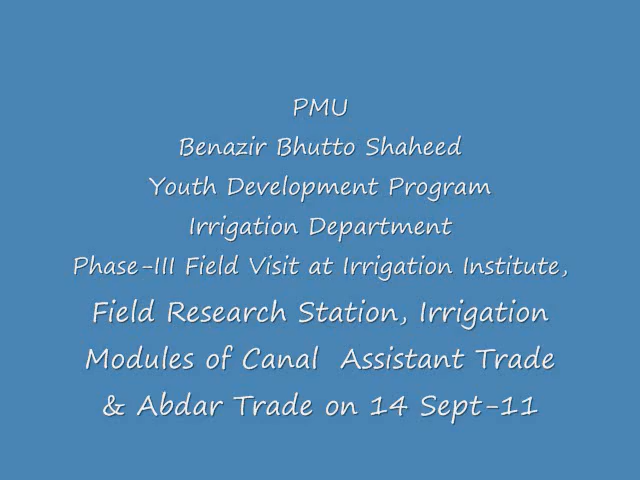 PMU
Benazir Bhutto Shaheed
Youth Development Program
Irrigation Department
Phase-III Field Visit at Irrigation Institute,
Field Research Station, Irrigation
Modules of Canal  Assistant Trade
& Abdar Trade on 14 Sept-11